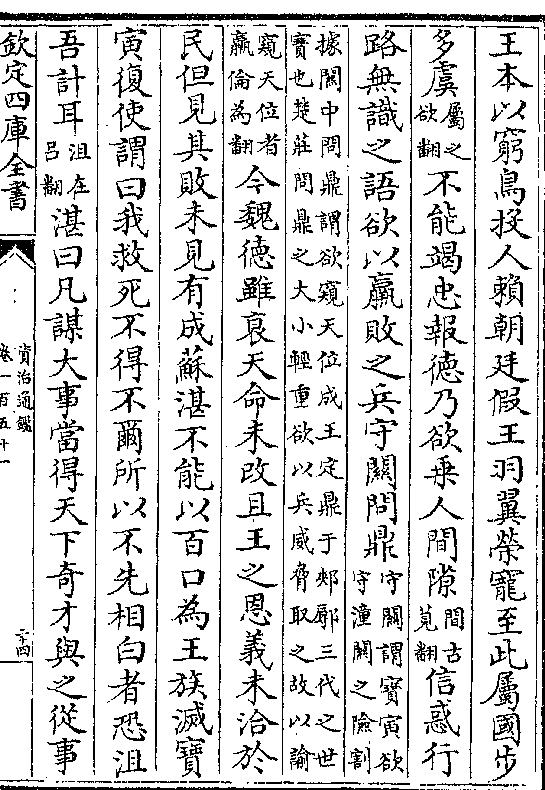 王本以窮鳥投人賴朝廷假王羽翼榮寵至此屬國步
多虞屬之欲翻不能竭忠報德乃欲乗人間隙間古莧翻信惑行
路無識之語欲以羸敗之兵守關問鼎守關謂寶寅欲守潼關之險割
據關中問鼎謂欲窺天位成王定鼎于郟鄏三代之世
寶也楚莊問鼎之大小輕重欲以兵威脅取之故以諭
窺天位者羸倫為翻今魏德雖衰天命未改且王之恩義未洽於
民但見其敗未見有成蘇湛不能以百口為王族滅寶
寅復使謂曰我救死不得不爾所以不先相白者恐沮
吾計耳沮在吕翻湛曰凡謀大事當得天下奇才與之從事
欽定四庫全書
資治通鑑
卷一百五十一
二十四